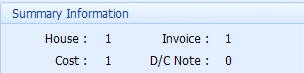 Summary Information
House : 1 Invoice : 1
Cost : 1 D/C Note : 0